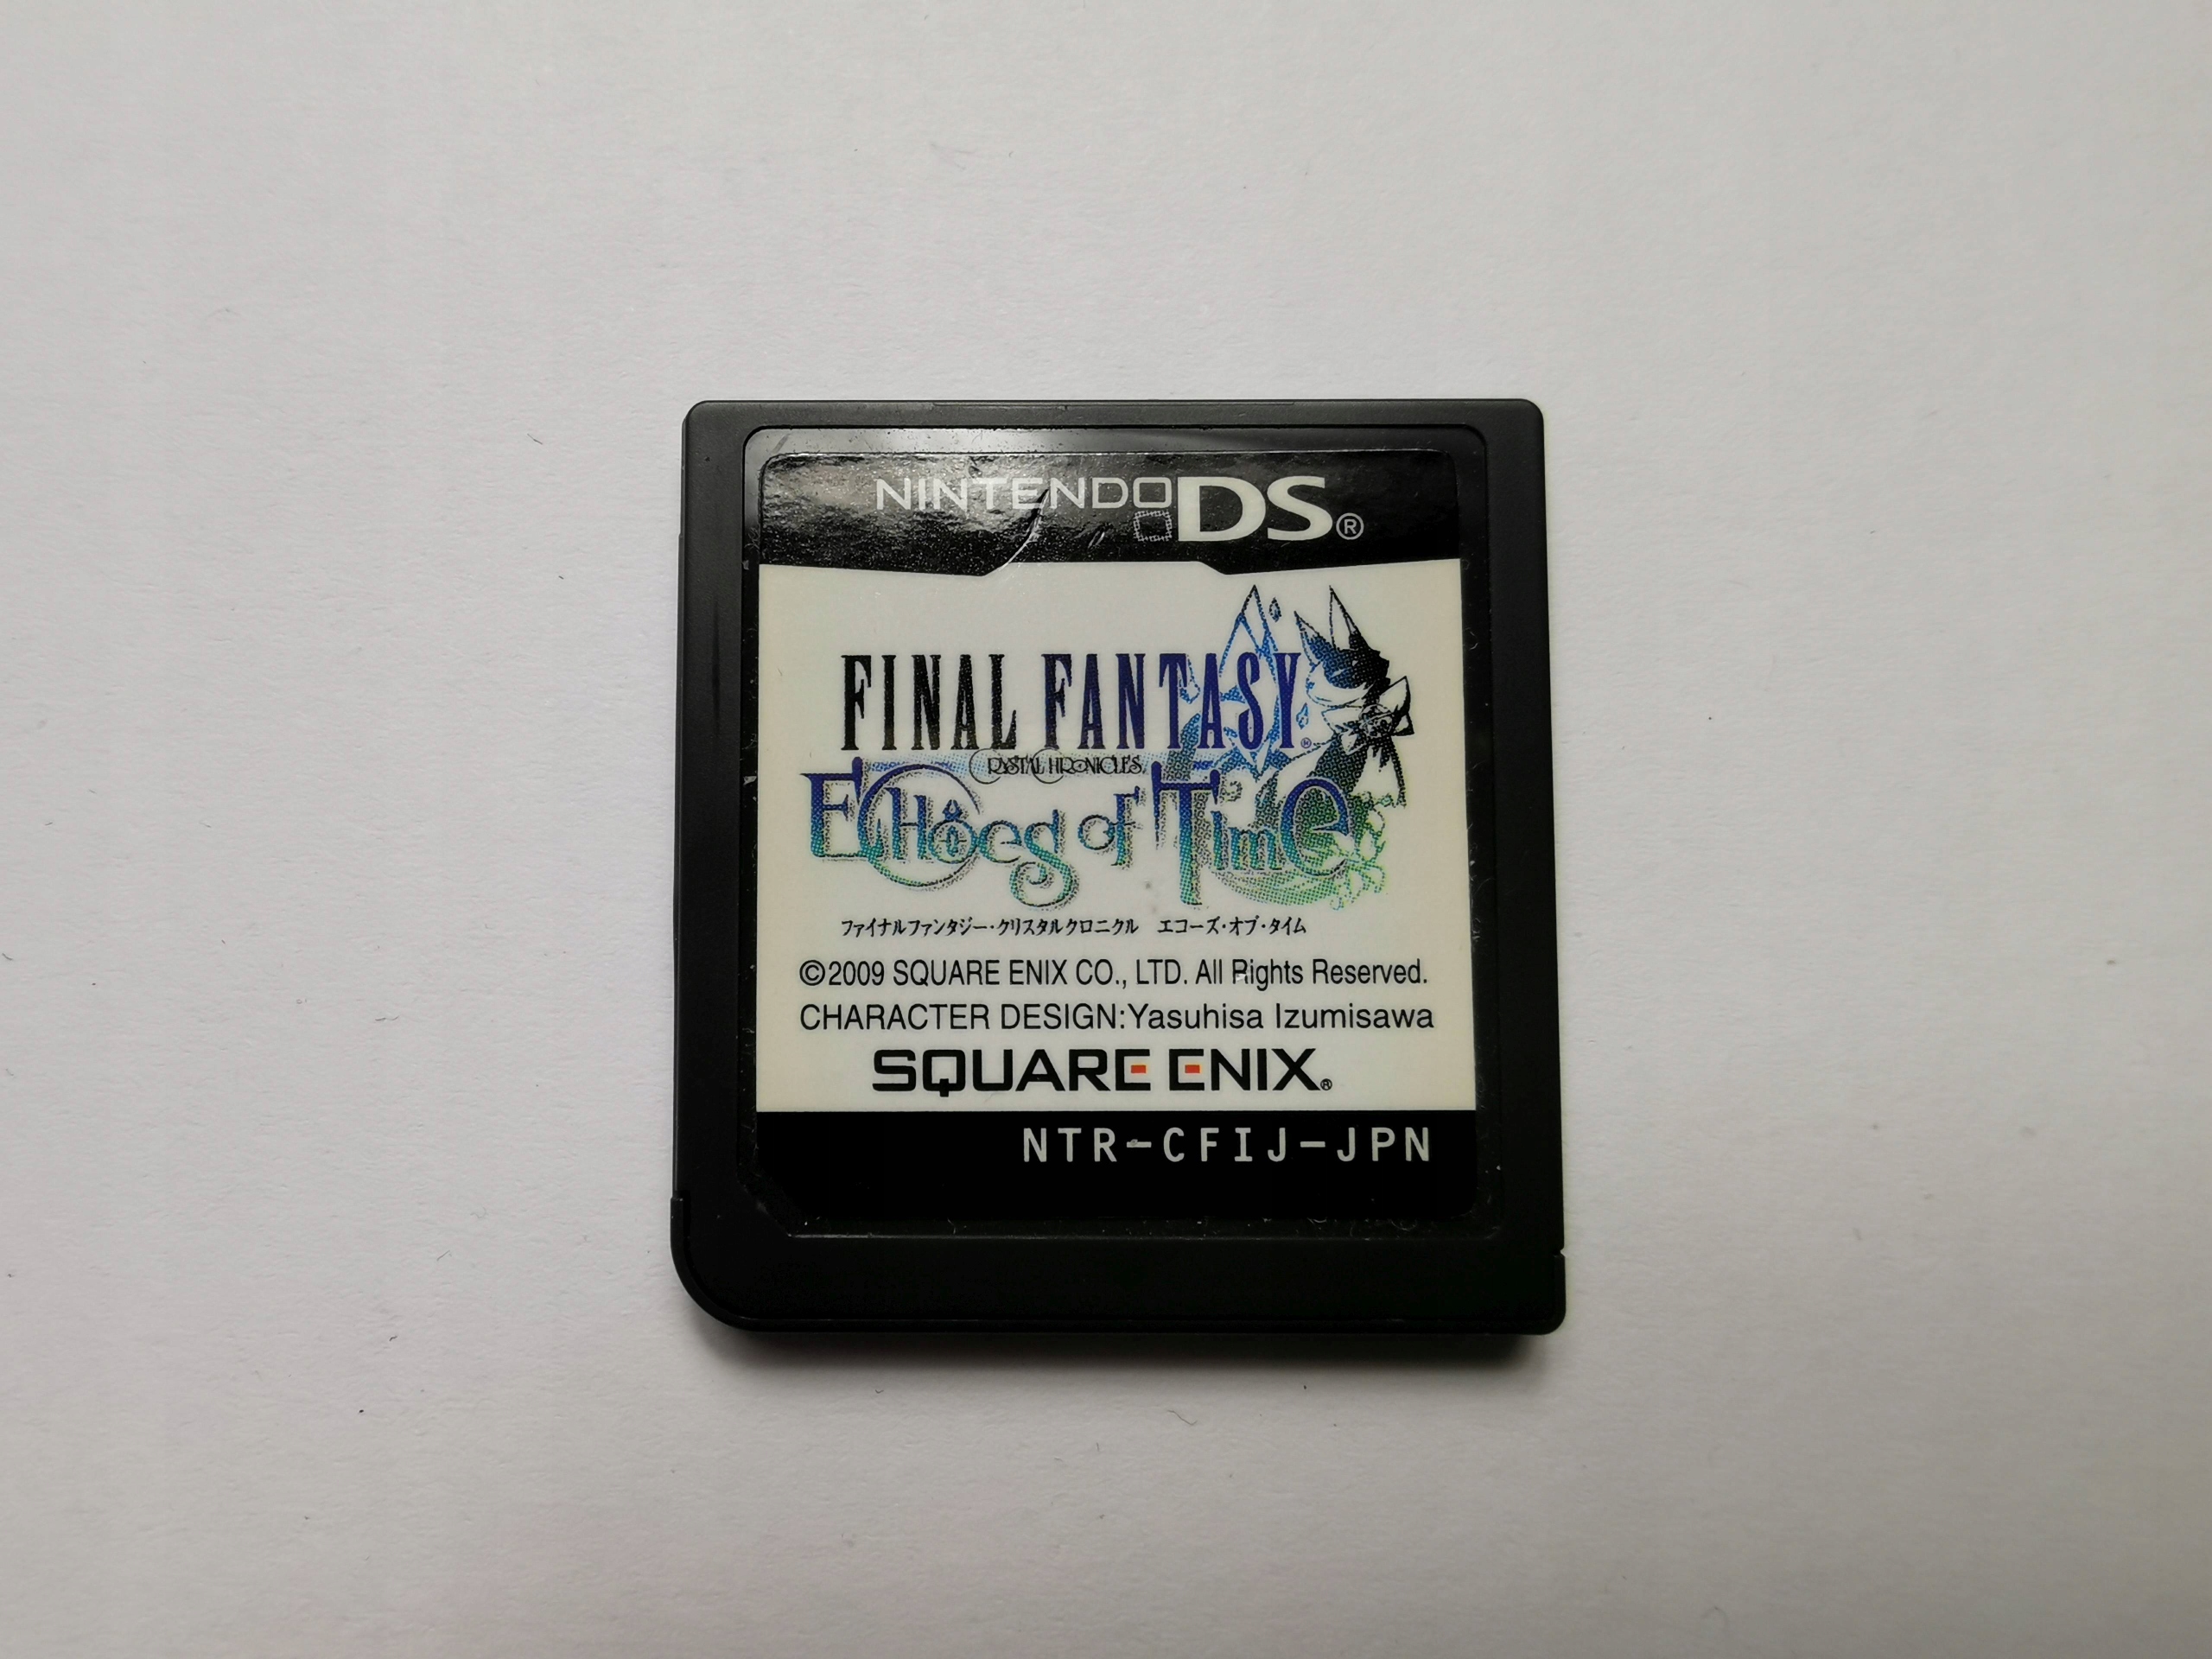 NINTENDO DS®
FINAL FANTASY®
CRYSTAL CHRONICLES
ECHOES OF TIME
ファイナルファンタジー・クリスタルクロニクル エコーズ・オブ・タイム
©2009 SQUARE ENIX CO., LTD. All Rights Reserved.
CHARACTER DESIGN:Yasuhisa Izumisawa
SQUARE ENIX®
NTR-CFIJ-JPN